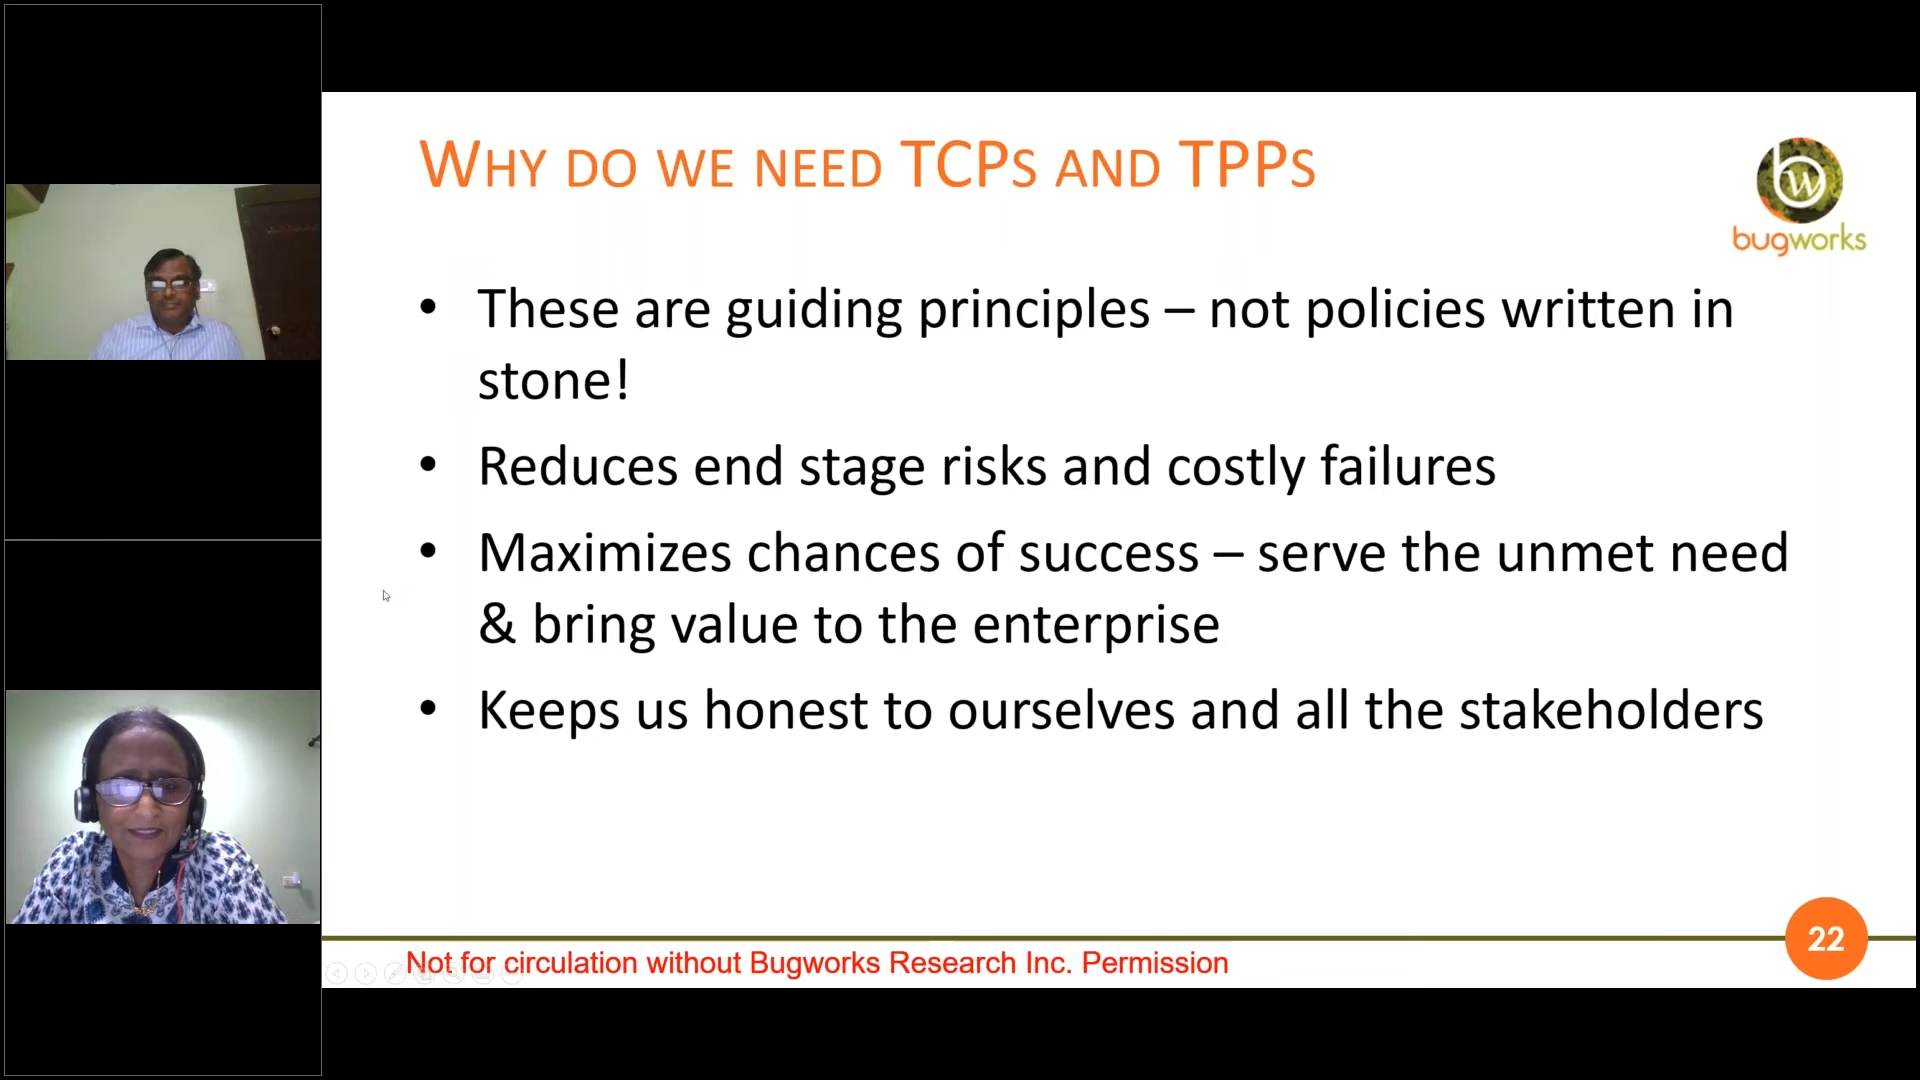 WHY DO WE NEED TCPS AND TPPS
bw
bugworks
• These are guiding principles – not policies written in
stone!
• Reduces end stage risks and costly failures
• Maximizes chances of success – serve the unmet need
& bring value to the enterprise
• Keeps us honest to ourselves and all the stakeholders
22
Not for circulation without Bugworks Research Inc. Permission